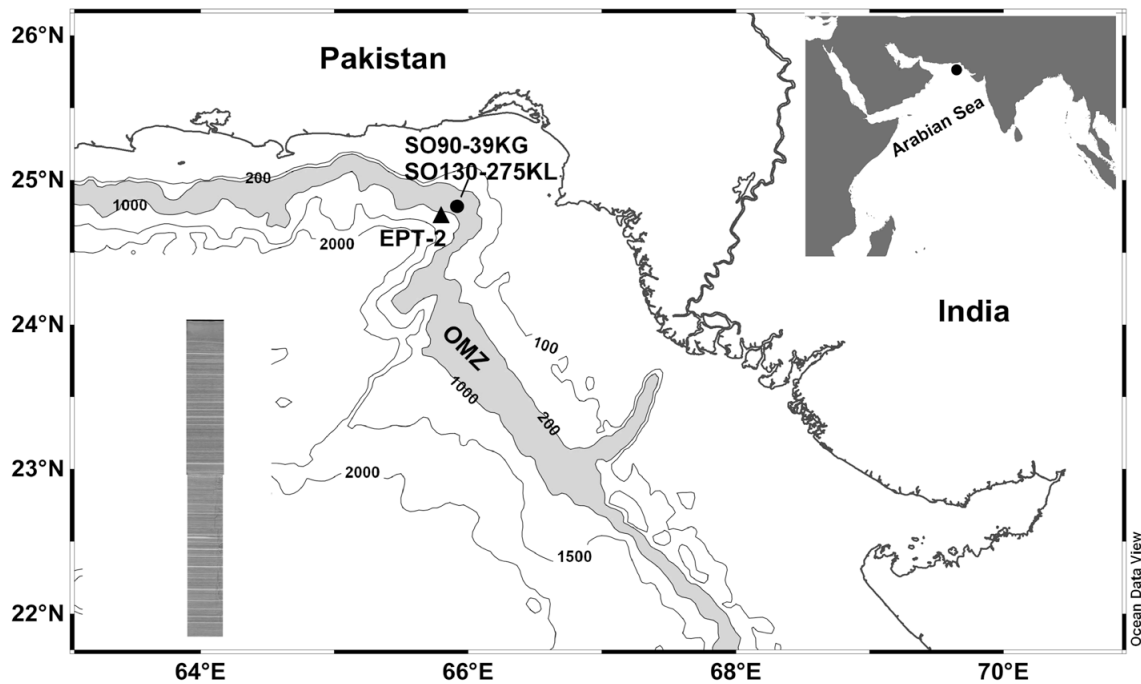 26°N
Pakistan
Arabian Sea
SO90-39KG
SO130-275KL
25°N
200
1000
EPT-2
2000
24°N
India
OMZ
100
1000
200
23°N
2000
1500
22°N
64°E
66°E
68°E
70°E
Ocean Data View